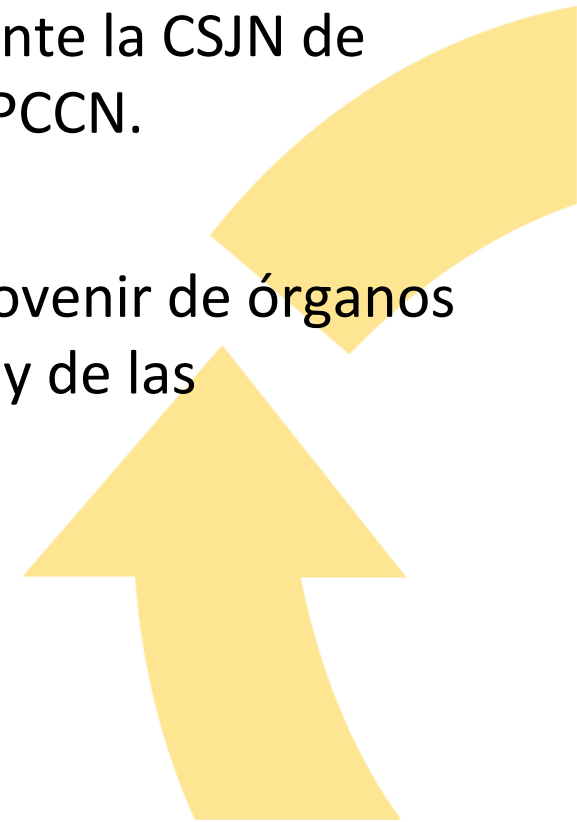 nte la CSJN de
PCCN.
ovenir de órganos
y de las